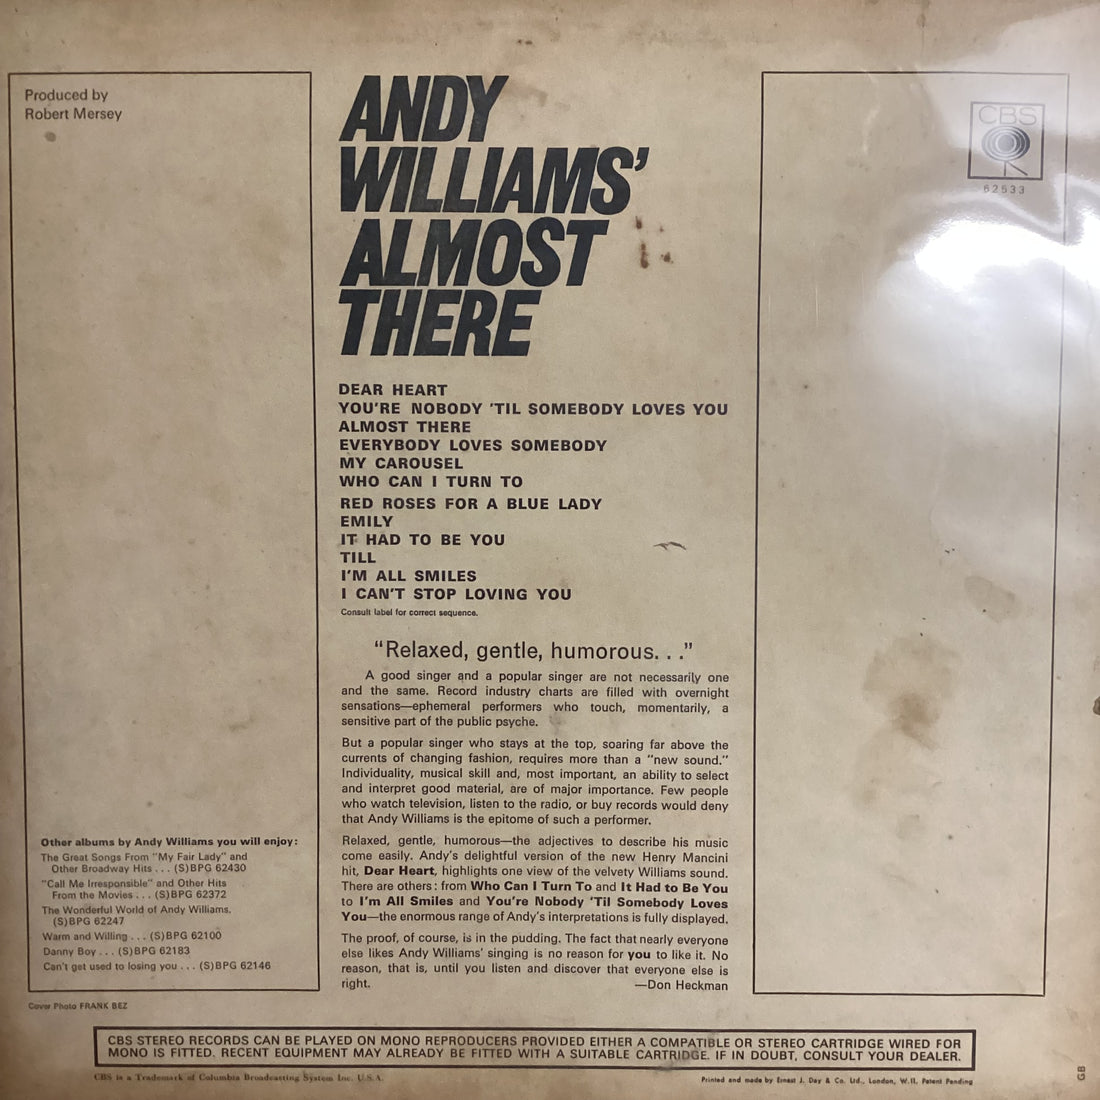 Produced by
Robert Mersey
ANDY
WILLIAMS'
ALMOST
THERE
CBS
62533
DEAR HEART
YOU'RE NOBODY 'TIL SOMEBODY LOVES YOU
ALMOST THERE
EVERYBODY LOVES SOMEBODY
MY CAROUSEL
WHO CAN I TURN TO
RED ROSES FOR A BLUE LADY
EMILY
IT HAD TO BE YOU
TILL
I'M ALL SMILES
I CAN'T STOP LOVING YOU
Consult label for correct sequence.
"Relaxed, gentle, humorous. . ."
A good singer and a popular singer are not necessarily one
and the same. Record industry charts are filled with overnight
sensations—ephemeral performers who touch, momentarily, a
sensitive part of the public psyche.
But a popular singer who stays at the top, soaring far above the
currents of changing fashion, requires more than a "new sound."
Individuality, musical skill and, most important, an ability to select
and interpret good material, are of major importance. Few people
who watch television, listen to the radio, or buy records would deny
that Andy Williams is the epitome of such a performer.
Relaxed, gentle, humorous—the adjectives to describe his music
come easily. Andy's delightful version of the new Henry Mancini
hit, Dear Heart, highlights one view of the velvety Williams sound.
There are others: from Who Can I Turn To and It Had to Be You
to I'm All Smiles and You're Nobody 'Til Somebody Loves
You—the enormous range of Andy's interpretations is fully displayed.
The proof, of course, is in the pudding. The fact that nearly everyone
else likes Andy Williams' singing is no reason for you to like it. No
reason, that is, until you listen and discover that everyone else is
right. —Don Heckman
Other albums by Andy Williams you will enjoy:
The Great Songs From "My Fair Lady" and
Other Broadway Hits . . . (S)BPG 62430
"Call Me Irresponsible" and Other Hits
From the Movies . . . (S)BPG 62372
The Wonderful World of Andy Williams.
(S)BPG 62247
Warm and Willing . . . (S)BPG 62100
Danny Boy . . . (S)BPG 62183
Can't get used to losing you . . . (S)BPG 62146
Cover Photo FRANK BEZ
CBS STEREO RECORDS CAN BE PLAYED ON MONO REPRODUCERS PROVIDED EITHER A COMPATIBLE OR STEREO CARTRIDGE WIRED FOR
MONO IS FITTED. RECENT EQUIPMENT MAY ALREADY BE FITTED WITH A SUITABLE CARTRIDGE. IF IN DOUBT, CONSULT YOUR DEALER.
CBS is a Trademark of Columbia Broadcasting System Inc. U.S.A.
Printed and made by Ernest J. Day & Co. Ltd., London, W.II. Patent Pending
GB